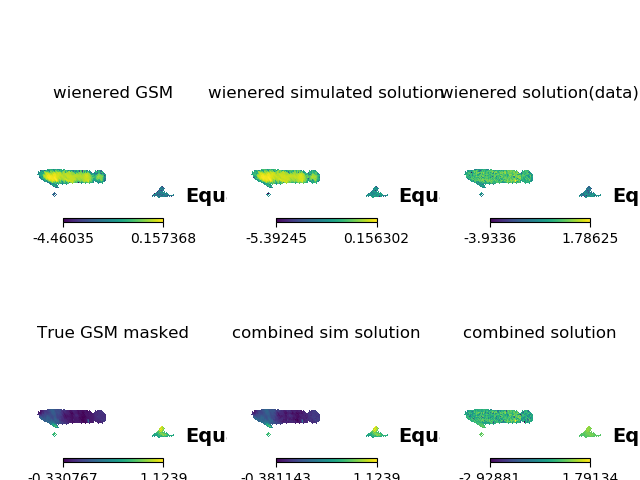 wienered GSM wienered simulated solution wienered solution(data)
Equ Equ Eq
-4.46035 0.157368 -5.39245 0.156302 -3.9336 1.78625
True GSM masked combined sim solution combined solution
Equ Equ Eq
-0.330767 1.1239 -0.381143 1.1239 -2.92881 1.79134